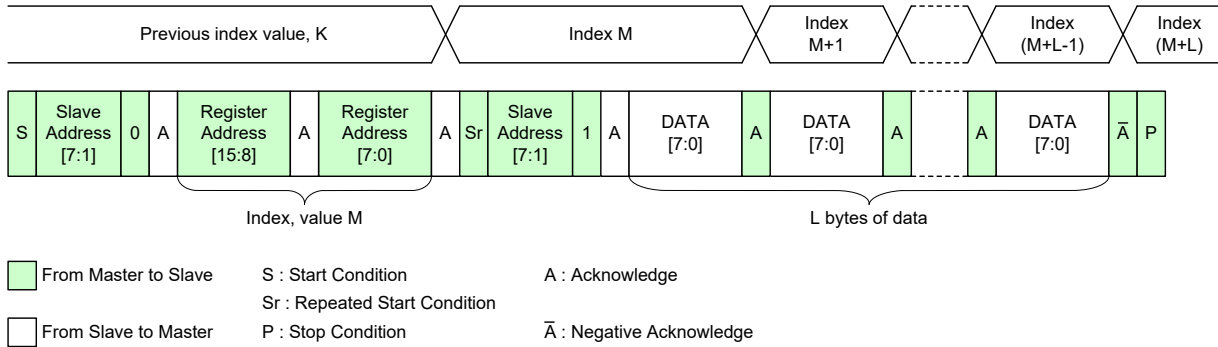 Previous index value, K
Index M
Index
M+1
Index
(M+L-1)
Index
(M+L)
S
Slave
Address
[7:1]
0
A
Register
Address
[15:8]
A
Register
Address
[7:0]
A
Sr
Slave
Address
[7:1]
1
A
DATA
[7:0]
A
DATA
[7:0]
A
A
DATA
[7:0]
A̅
P
Index, value M
L bytes of data
From Master to Slave
S : Start Condition
A : Acknowledge
Sr : Repeated Start Condition
From Slave to Master
P : Stop Condition
A̅ : Negative Acknowledge